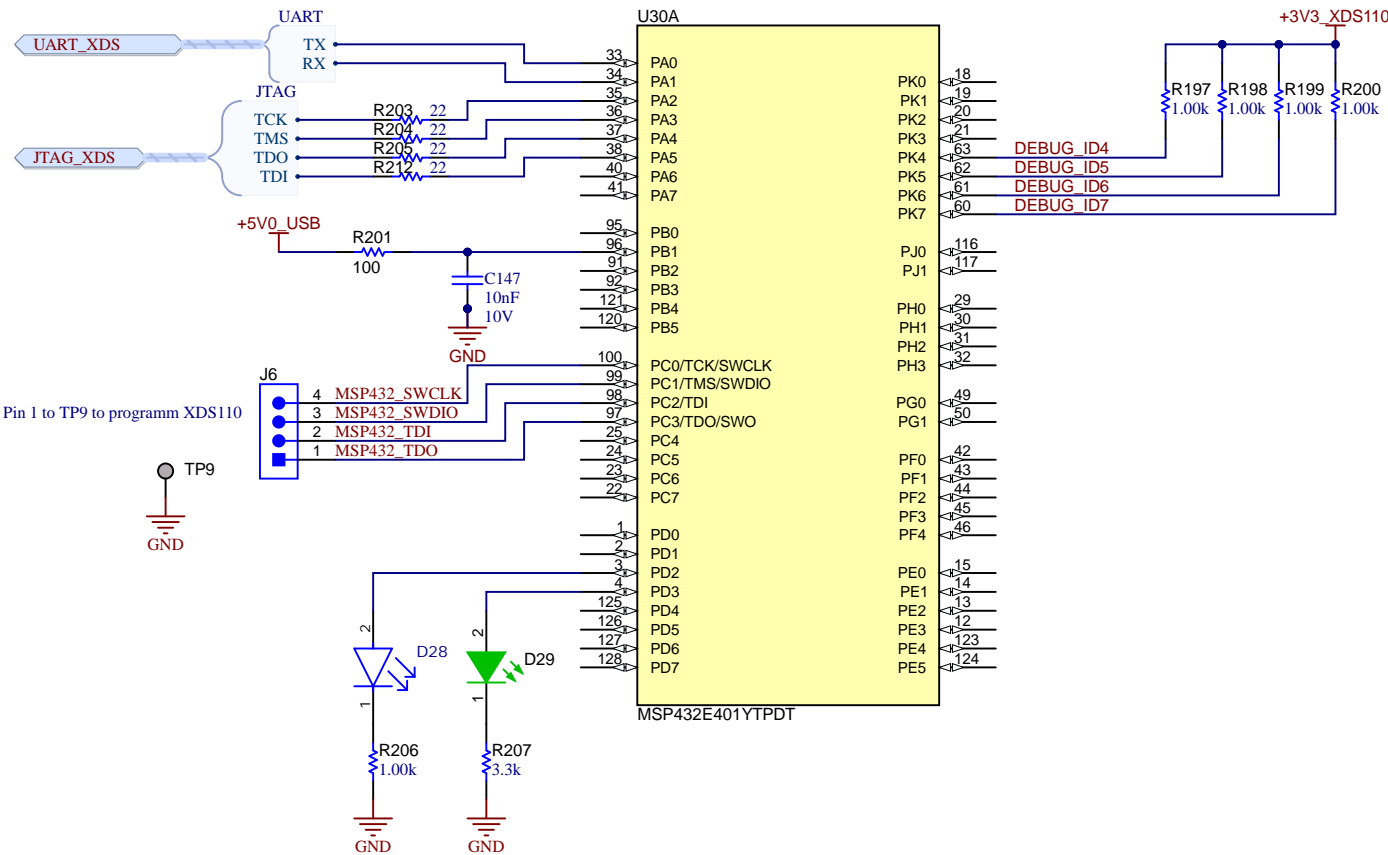 U30A
+3V3_XDS110
UART
UART_XDS
TX
RX
33
PA0
34
PA1
PK0
18
JTAG
35
PA2
PK1
19
R197
R198
R199
R200
1.00k
1.00k
1.00k
1.00k
TCK
R203
22
36
PA3
PK2
20
TMS
R204
22
37
PA4
PK3
21
JTAG_XDS
TDO
R205
22
38
PA5
PK4
63
DEBUG_ID4
TDI
R212
22
40
PA6
PK5
62
DEBUG_ID5
41
PA7
PK6
61
DEBUG_ID6
PK7
60
DEBUG_ID7
+5V0_USB
R201
100
95
PB0
96
PB1
PJ0
116
91
PB2
PJ1
117
C147
10nF
10V
GND
92
PB3
121
PB4
PH0
29
120
PB5
PH1
30
PH2
31
100
PC0/TCK/SWCLK
PH3
32
J6
99
PC1/TMS/SWDIO
4
MSP432_SWCLK
98
PC2/TDI
PG0
49
Pin 1 to TP9 to programm XDS110
3
MSP432_SWDIO
97
PC3/TDO/SWO
PG1
50
2
MSP432_TDI
25
PC4
1
MSP432_TDO
24
PC5
PF0
42
TP9
GND
23
PC6
PF1
43
22
PC7
PF2
44
PF3
45
1
PD0
PF4
46
2
PD1
3
PD2
PE0
15
4
PD3
PE1
14
125
PD4
PE2
13
126
PD5
PE3
12
127
PD6
PE4
123
128
PD7
PE5
124
2
D28
1
2
D29
1
MSP432E401YTPDT
R206
1.00k
R207
3.3k
GND
GND